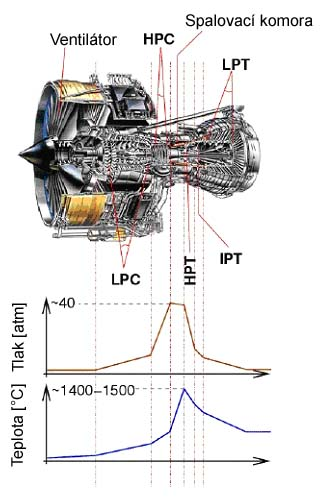 Spalovací komora
Ventilátor
HPC
LPT
LPC
HPT
IPT
Tlak [atm]
~40
Teplota [°C]
~1400–1500